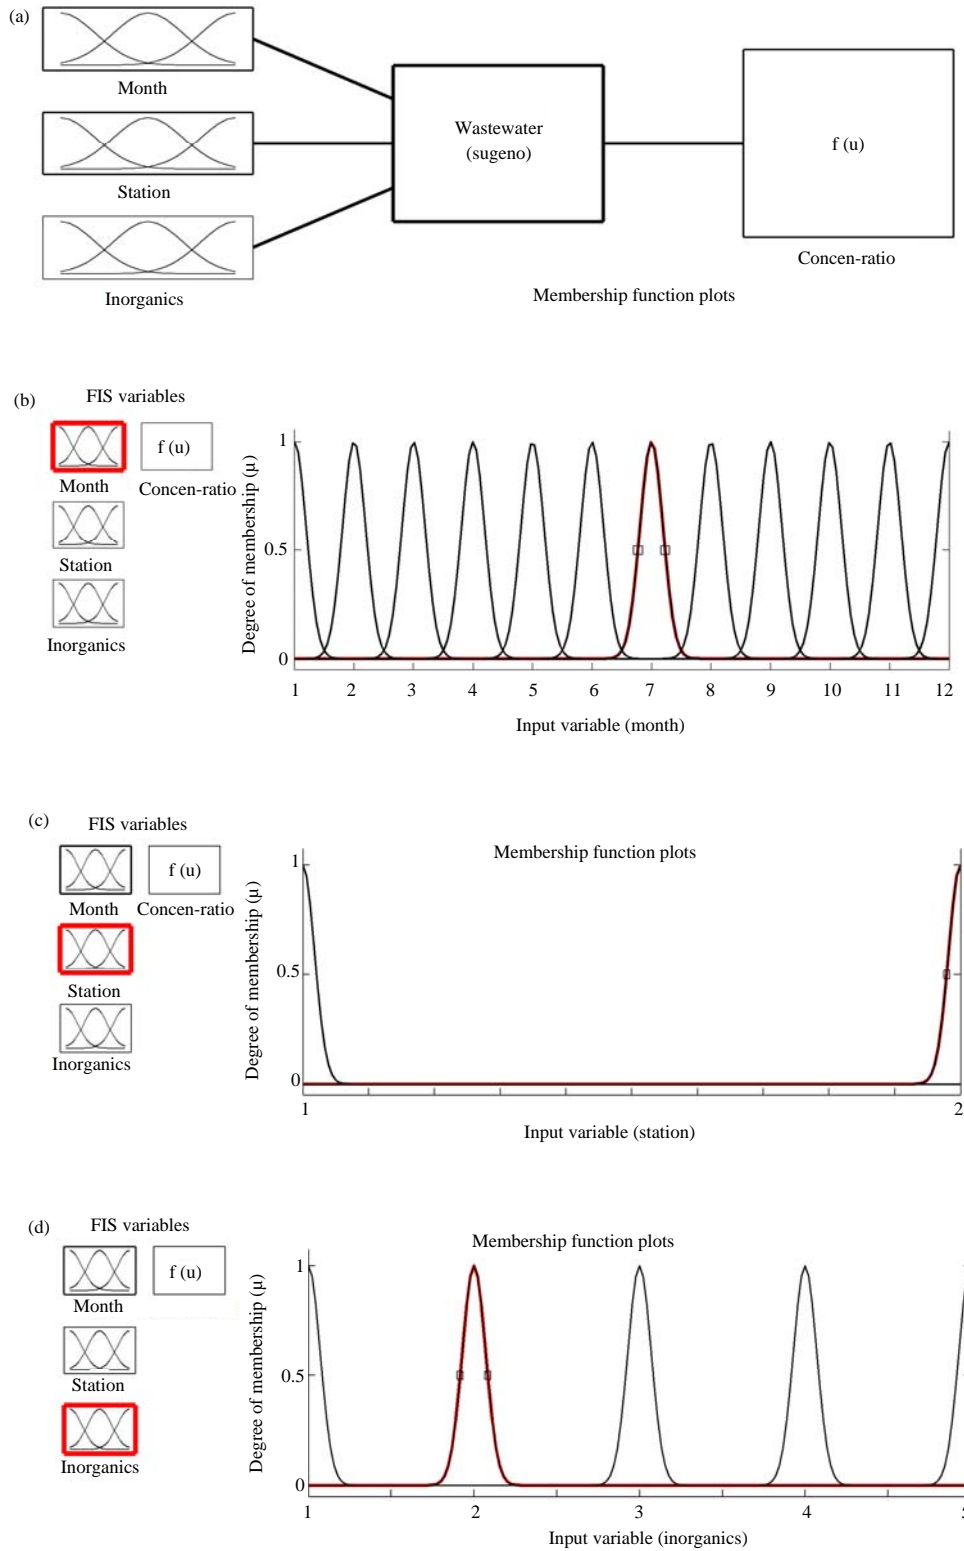 (a)
Month
Station
Inorganics
Wastewater
(sugeno)
f (u)
Concen-ratio
Membership function plots
(b)
FIS variables
f (u)
Month
Concen-ratio
Station
Inorganics
Degree of membership (µ)
1
0.5
0
1 2 3 4 5 6 7 8 9 10 11 12
Input variable (month)
(c)
FIS variables
f (u)
Month
Concen-ratio
Station
Inorganics
Membership function plots
Degree of membership (µ)
1
0.5
0
1 2
Input variable (station)
(d)
FIS variables
f (u)
Month
Station
Inorganics
Membership function plots
Degree of membership (µ)
1
0.5
0
1 2 3 4 5
Input variable (inorganics)